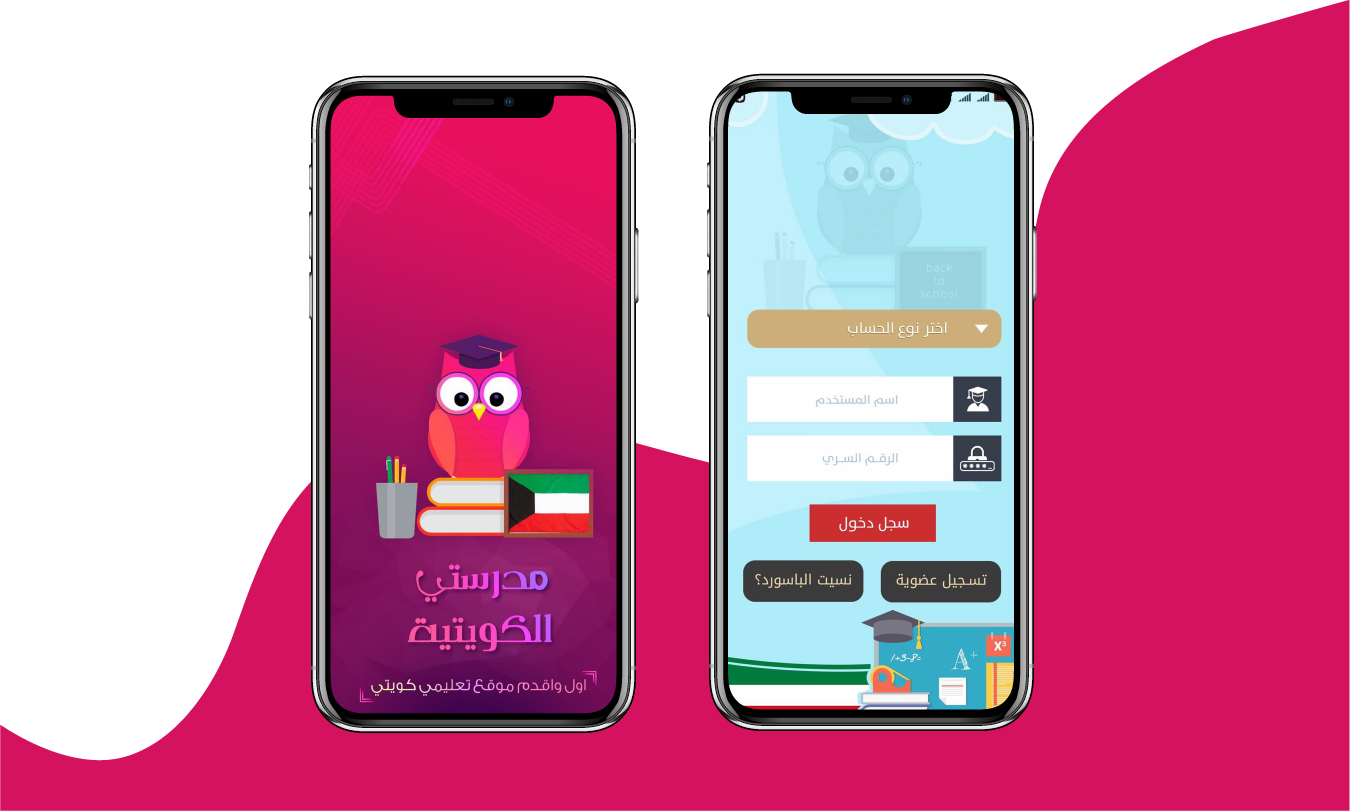 مدرستي
الكويتية
اول واقدم موقع تعليمي كويتي
back
to
school
اختر نوع الحساب
اسم المستخدم
الرقم السري
سجل دخول
تسجيل عضوية
نسيت الباسورد؟
X³
A+